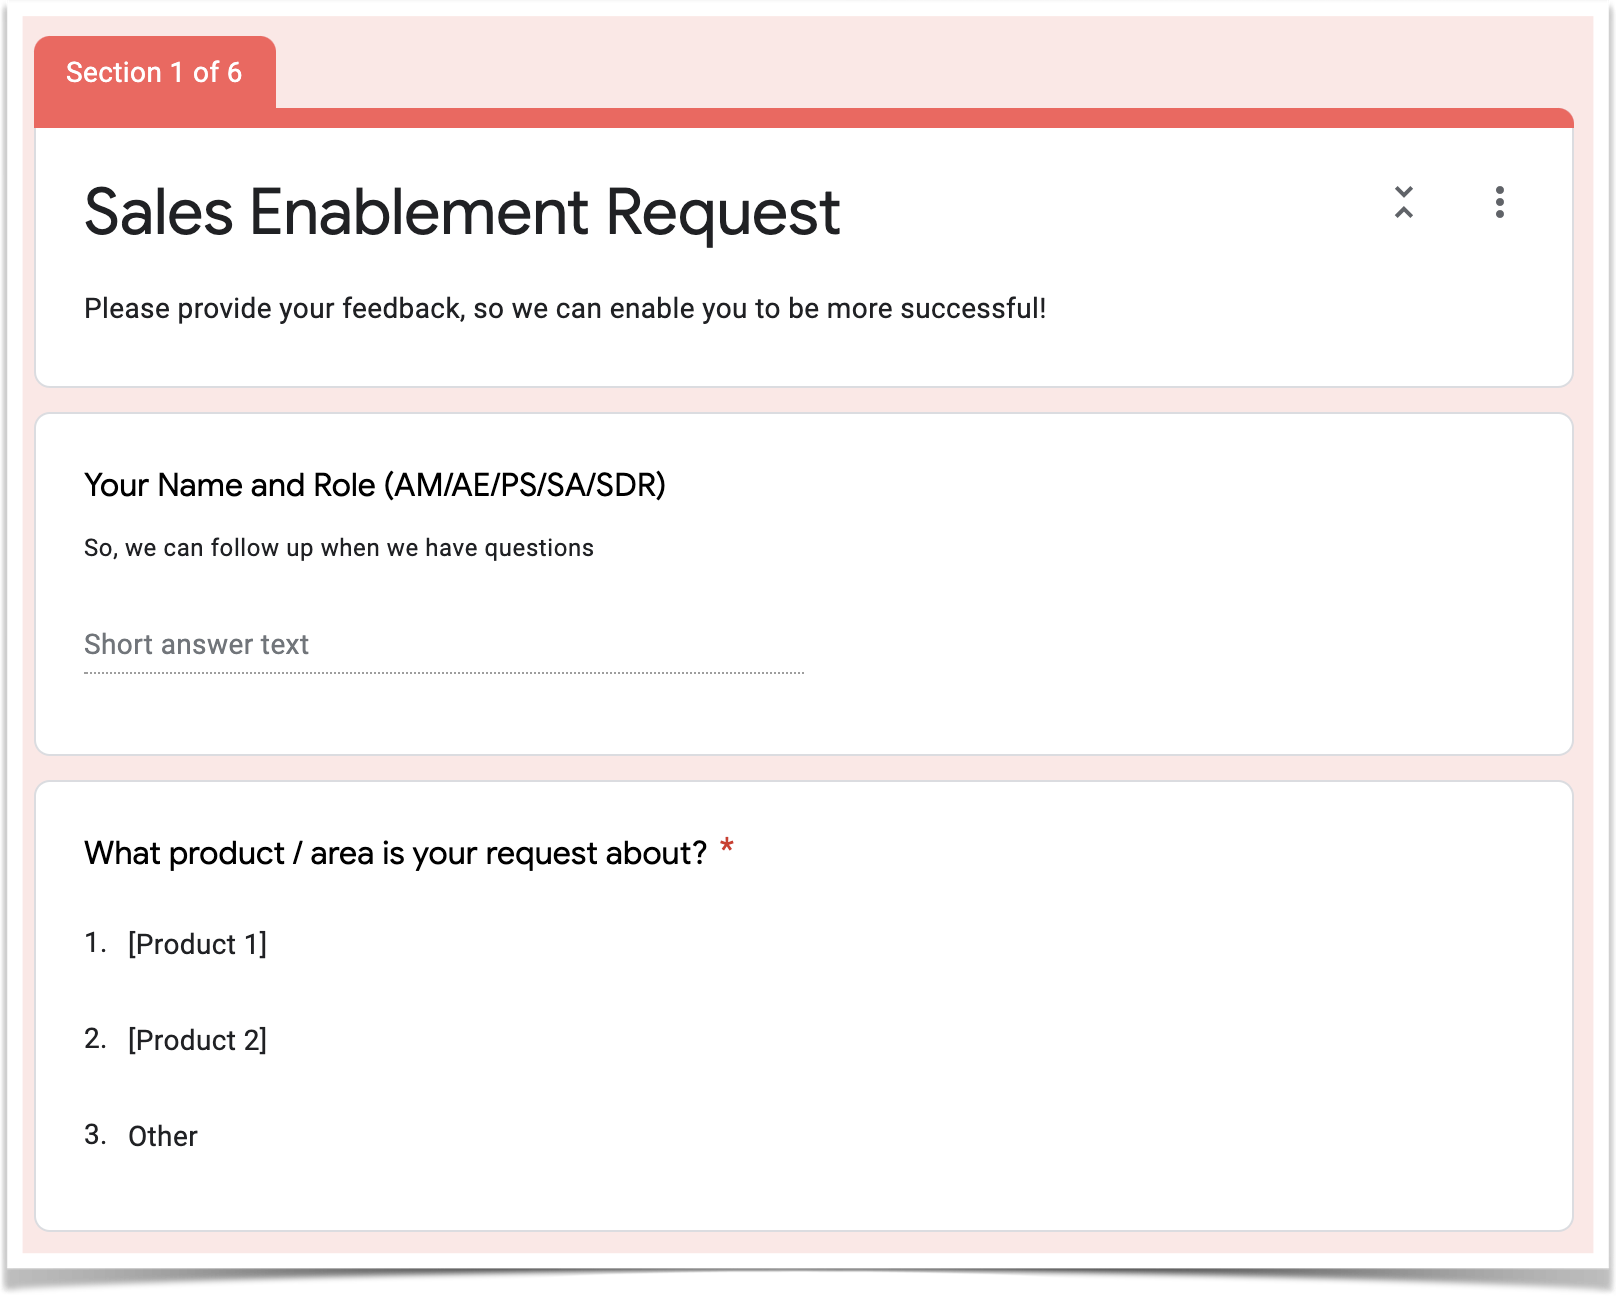 Section 1 of 6
Sales Enablement Request
Please provide your feedback, so we can enable you to be more successful!
Your Name and Role (AM/AE/PS/SA/SDR)
So, we can follow up when we have questions
Short answer text
What product / area is your request about? *
1. [Product 1]
2. [Product 2]
3. Other